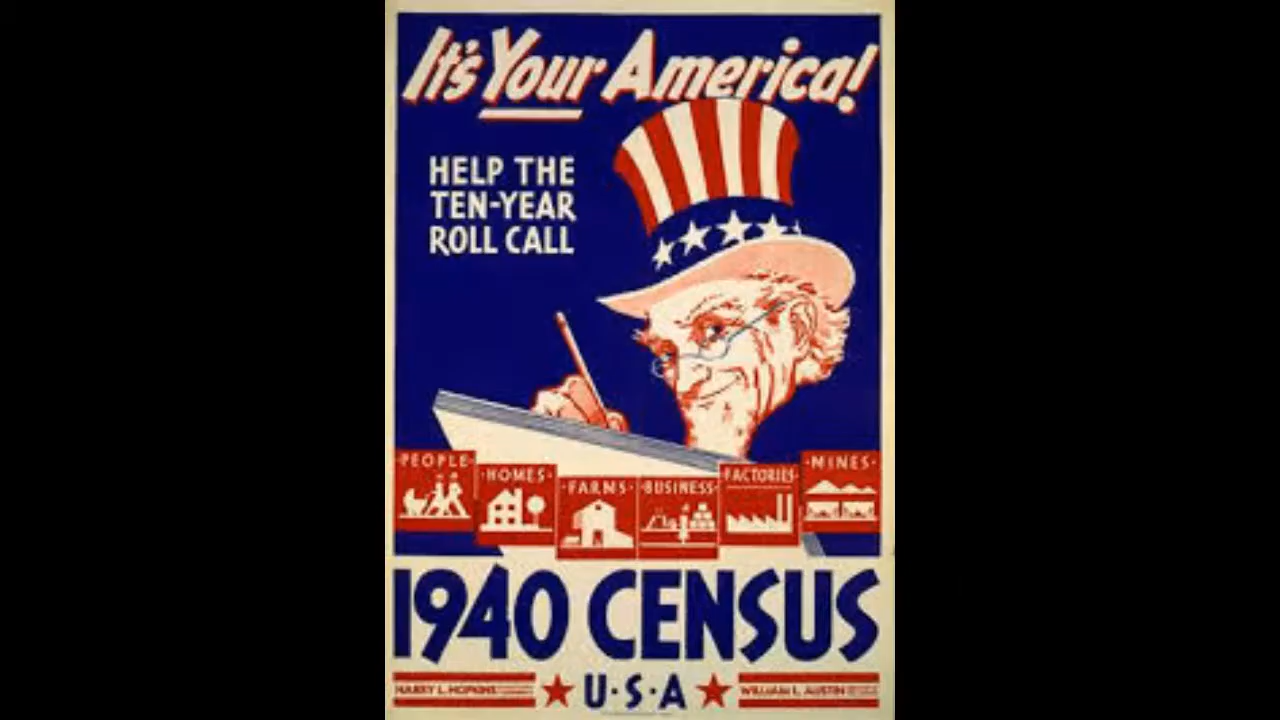 It's Your America!
HELP THE
TEN-YEAR
ROLL CALL
·PEOPLE·
·HOMES·
·FARMS·
·BUSINESS·
·FACTORIES·
·MINES·
1940 CENSUS
HARRY L. HOPKINS
U·S·A
WILLIAM L. AUSTIN